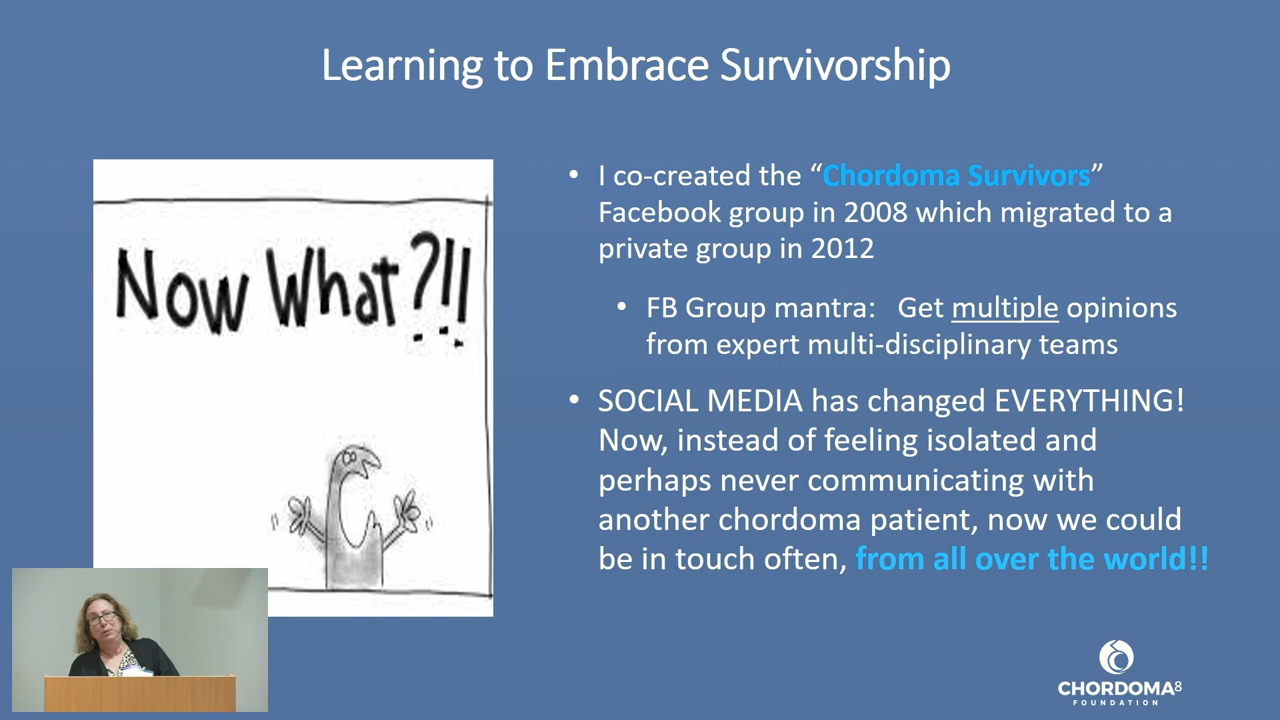 Learning to Embrace Survivorship
Now What?!!
• I co-created the “Chordoma Survivors”
Facebook group in 2008 which migrated to a
private group in 2012
• FB Group mantra: Get multiple opinions
from expert multi-disciplinary teams
• SOCIAL MEDIA has changed EVERYTHING!
Now, instead of feeling isolated and
perhaps never communicating with
another chordoma patient, now we could
be in touch often, from all over the world!!
CHORDOMA
8
FOUNDATION